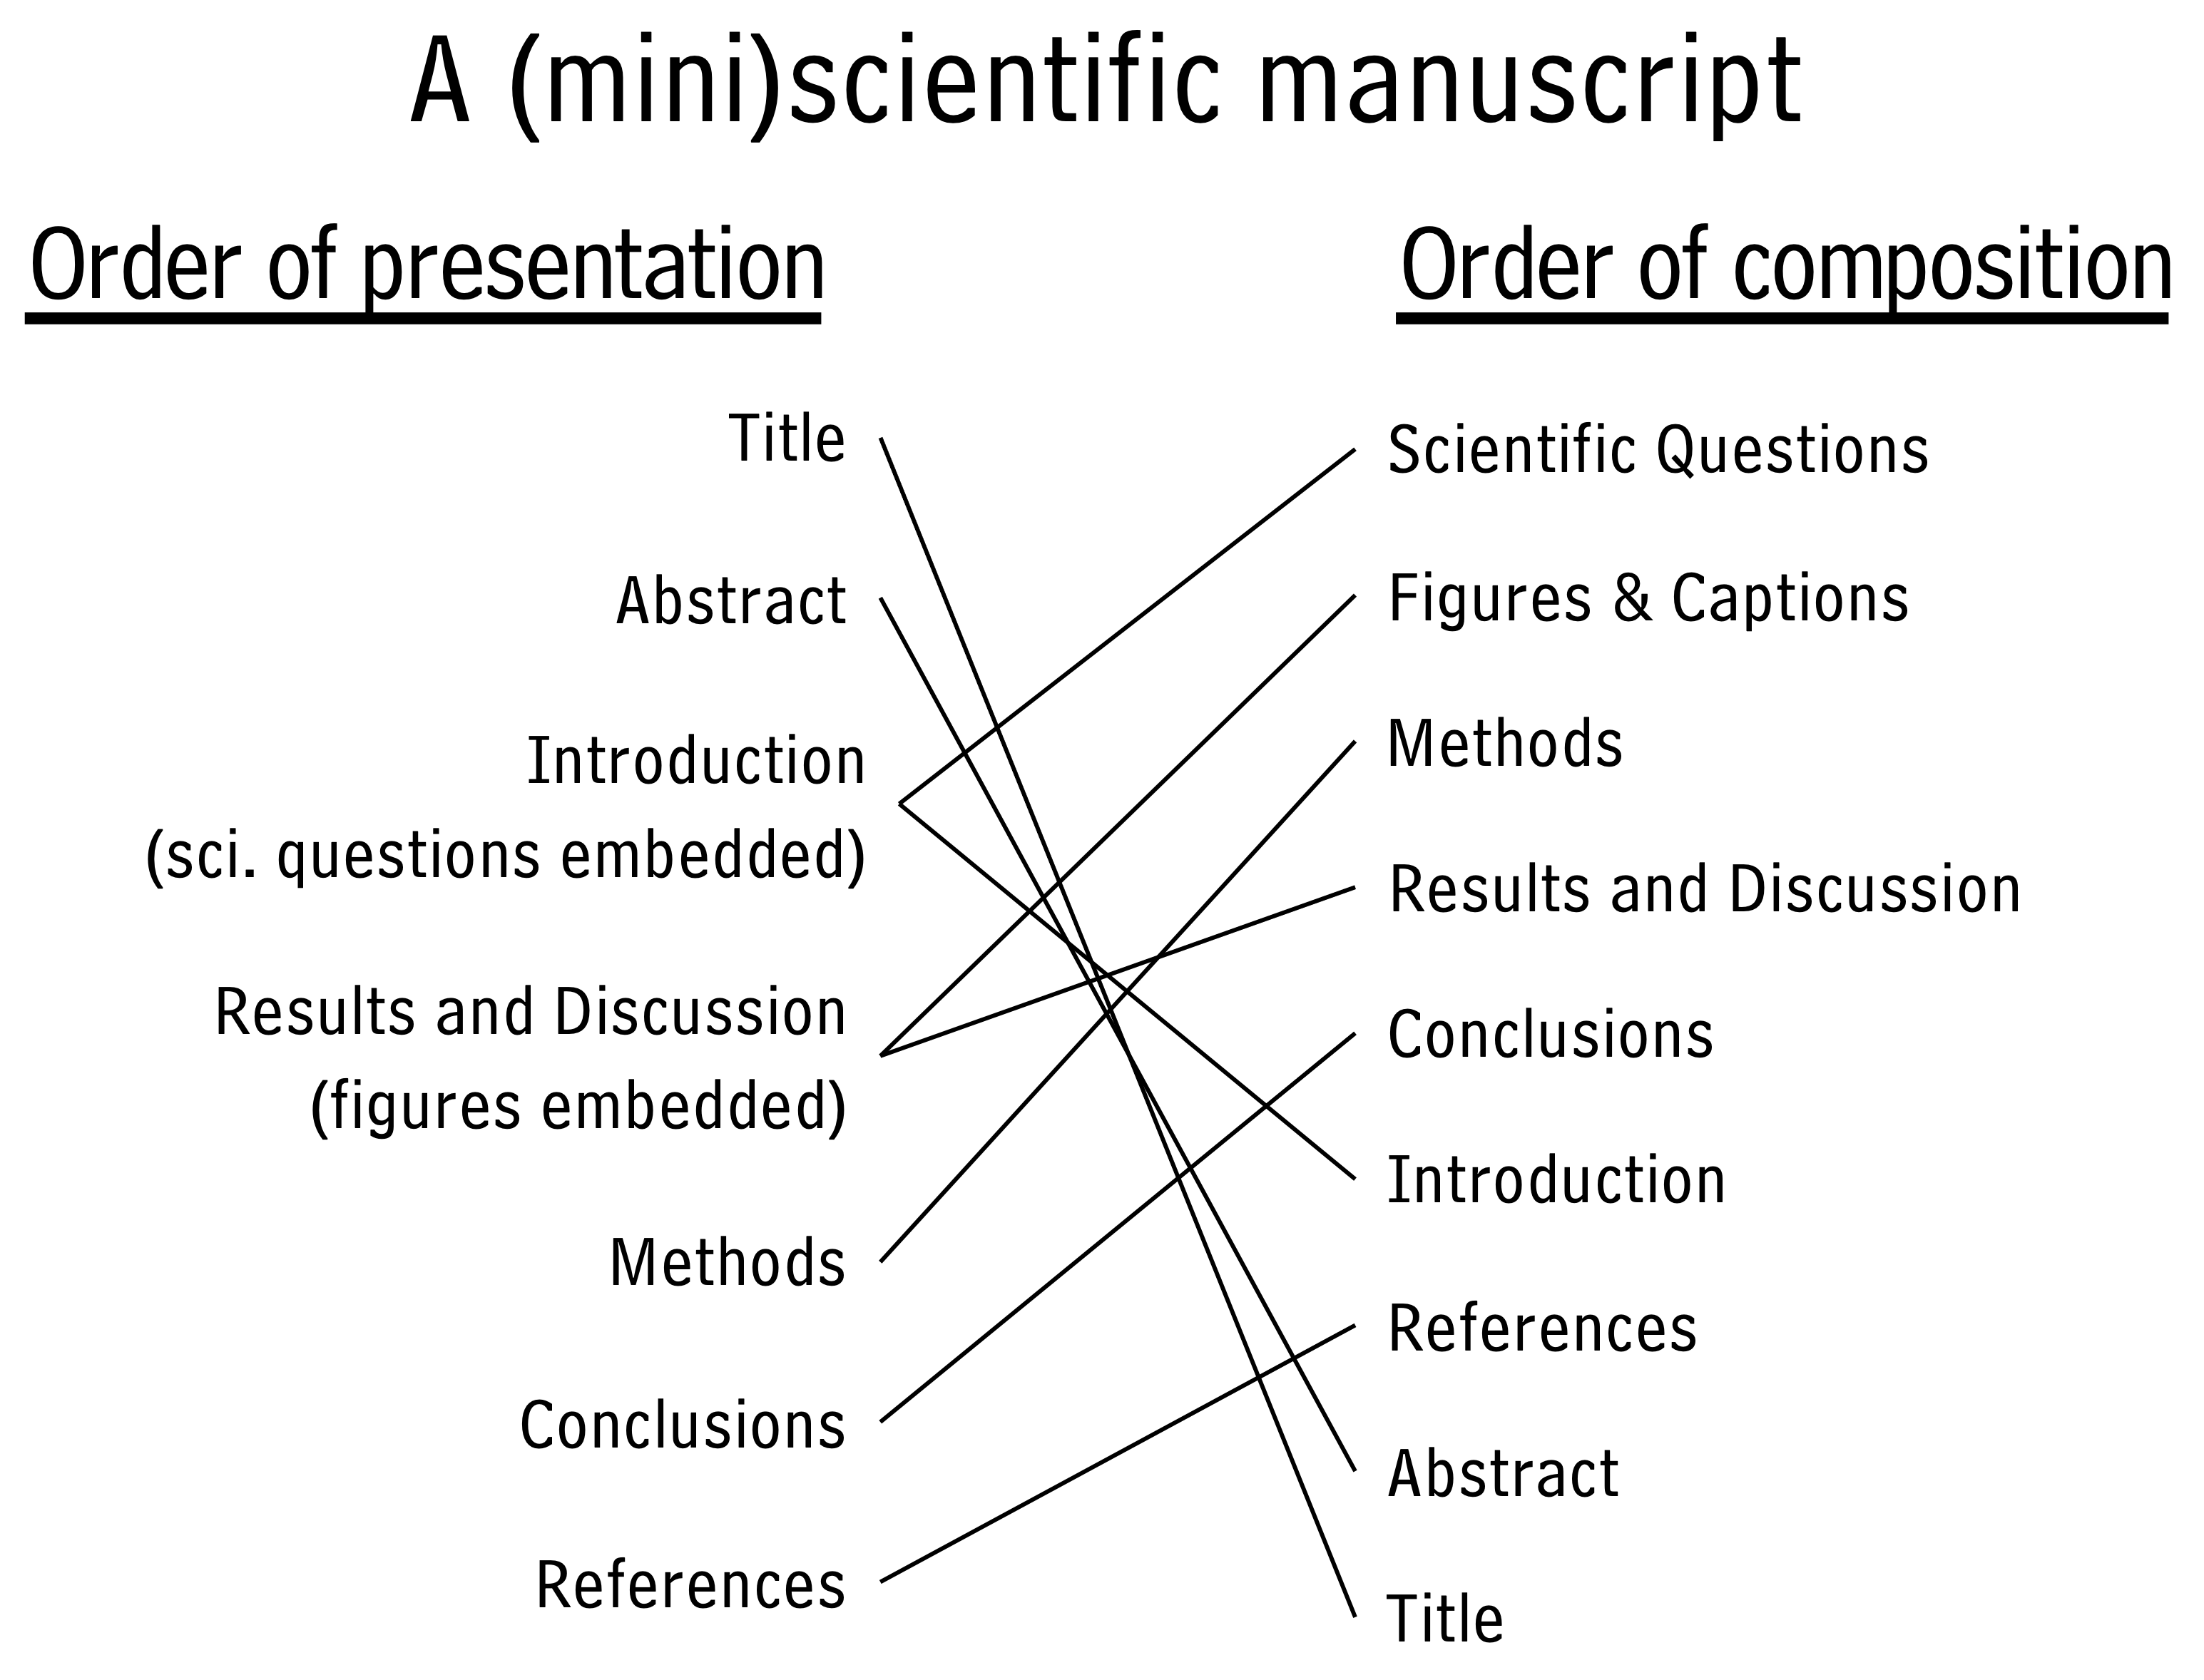 A (mini)scientific manuscript
Order of presentation
Title
Abstract
Introduction
(sci. questions embedded)
Results and Discussion
(figures embedded)
Methods
Conclusions
References
Order of composition
Scientific Questions
Figures & Captions
Methods
Results and Discussion
Conclusions
Introduction
References
Abstract
Title